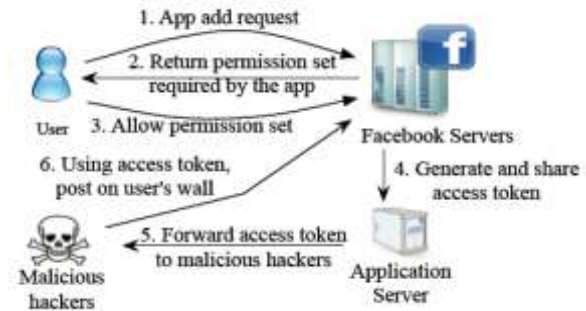 1. App add request
2. Return permission set
required by the app
3. Allow permission set
User
f
Facebook Servers
6. Using access token,
post on user's wall
4. Generate and share
access token
5. Forward access token
to malicious hackers
Malicious
hackers
Application
Server